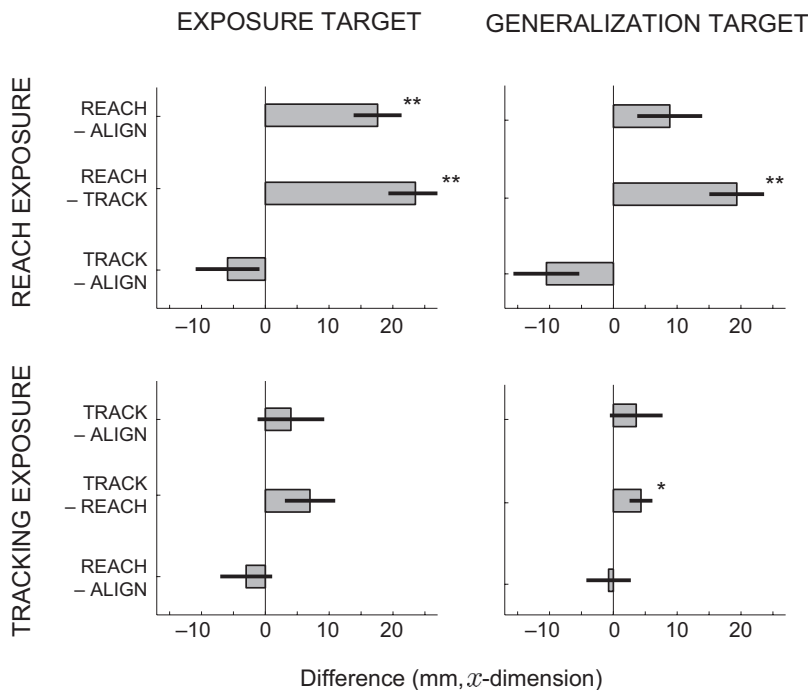 EXPOSURE TARGET
GENERALIZATION TARGET
REACH EXPOSURE
REACH
– ALIGN
**
REACH
– TRACK
**
**
TRACK
– ALIGN
–10 0 10 20
–10 0 10 20
TRACKING EXPOSURE
TRACK
– ALIGN
TRACK
– REACH
*
REACH
– ALIGN
–10 0 10 20
–10 0 10 20
Difference (mm, x-dimension)